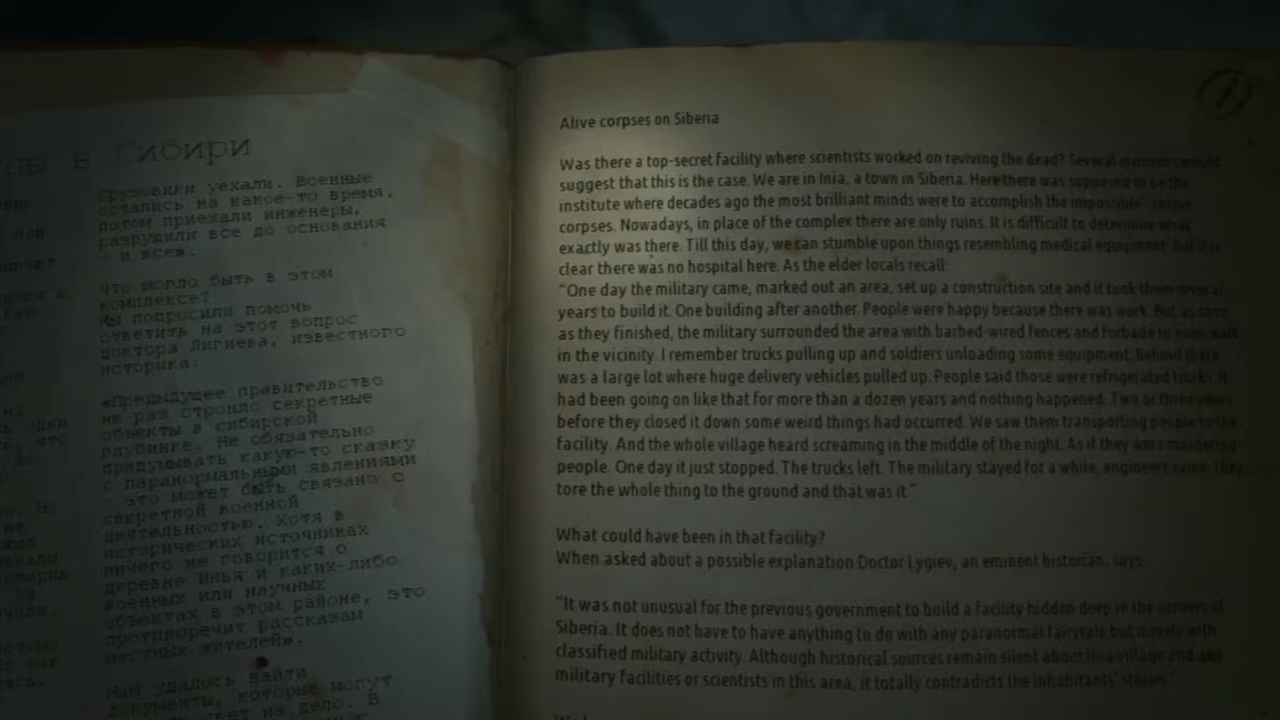 в Сибири
Грузовики уехали. Военные
остались на какое-то время,
потом приехали инженеры,
разрушили все до основания
- и все».
Что могло быть в этом
комплексе?
Мы попросили помочь
ответить на этот вопрос
доктора Лигиева, известного
историка:
«Предыдущее правительство
не раз строило секретные
объекты в сибирской
глубинке. Не обязательно
придумывать какую-то сказку
с паранормальными явлениями
- это может быть связано с
секретной военной
деятельностью. Хотя в
исторических источниках
ничего не говорится о
деревне Инья и каких-либо
военных или научных
объектах в этом районе, это
противоречит рассказам
местных жителей».
Нам удалось найти
документы, которые могут
свет на дело. В
Alive corpses on Siberia
Was there a top-secret facility where scientists worked on reviving the dead? Several elements would
suggest that this is the case. We are in Inia, a town in Siberia. Here there was supposed to be the
institute where decades ago the most brilliant minds were to accomplish the impossible - revive
corpses. Nowadays, in place of the complex there are only ruins. It is difficult to determine what
exactly was there. Till this day, we can stumble upon things resembling medical equipment. But it is
clear there was no hospital here. As the elder locals recall:
"One day the military came, marked out an area, set up a construction site and it took them several
years to build it. One building after another. People were happy because there was work. But as soon
as they finished, the military surrounded the area with barbed-wired fences and forbade to even walk
in the vicinity. I remember trucks pulling up and soldiers unloading some equipment. Behind there
was a large lot where huge delivery vehicles pulled up. People said those were refrigerated trucks. It
had been going on like that for more than a dozen years and nothing happened. Two or three years
before they closed it down some weird things had occurred. We saw them transporting people to the
facility. And the whole village heard screaming in the middle of the night. As if they were murdering
people. One day it just stopped. The trucks left. The military stayed for a while, engineers came, they
tore the whole thing to the ground and that was it."
What could have been in that facility?
When asked about a possible explanation Doctor Lygiev, an eminent historian, says:
"It was not unusual for the previous government to build a facility hidden deep in the corners of
Siberia. It does not have to have anything to do with any paranormal fairytale but merely with
classified military activity. Although historical sources remain silent about Inia village and any
military facilities or scientists in this area, it totally contradicts the inhabitants' stories."